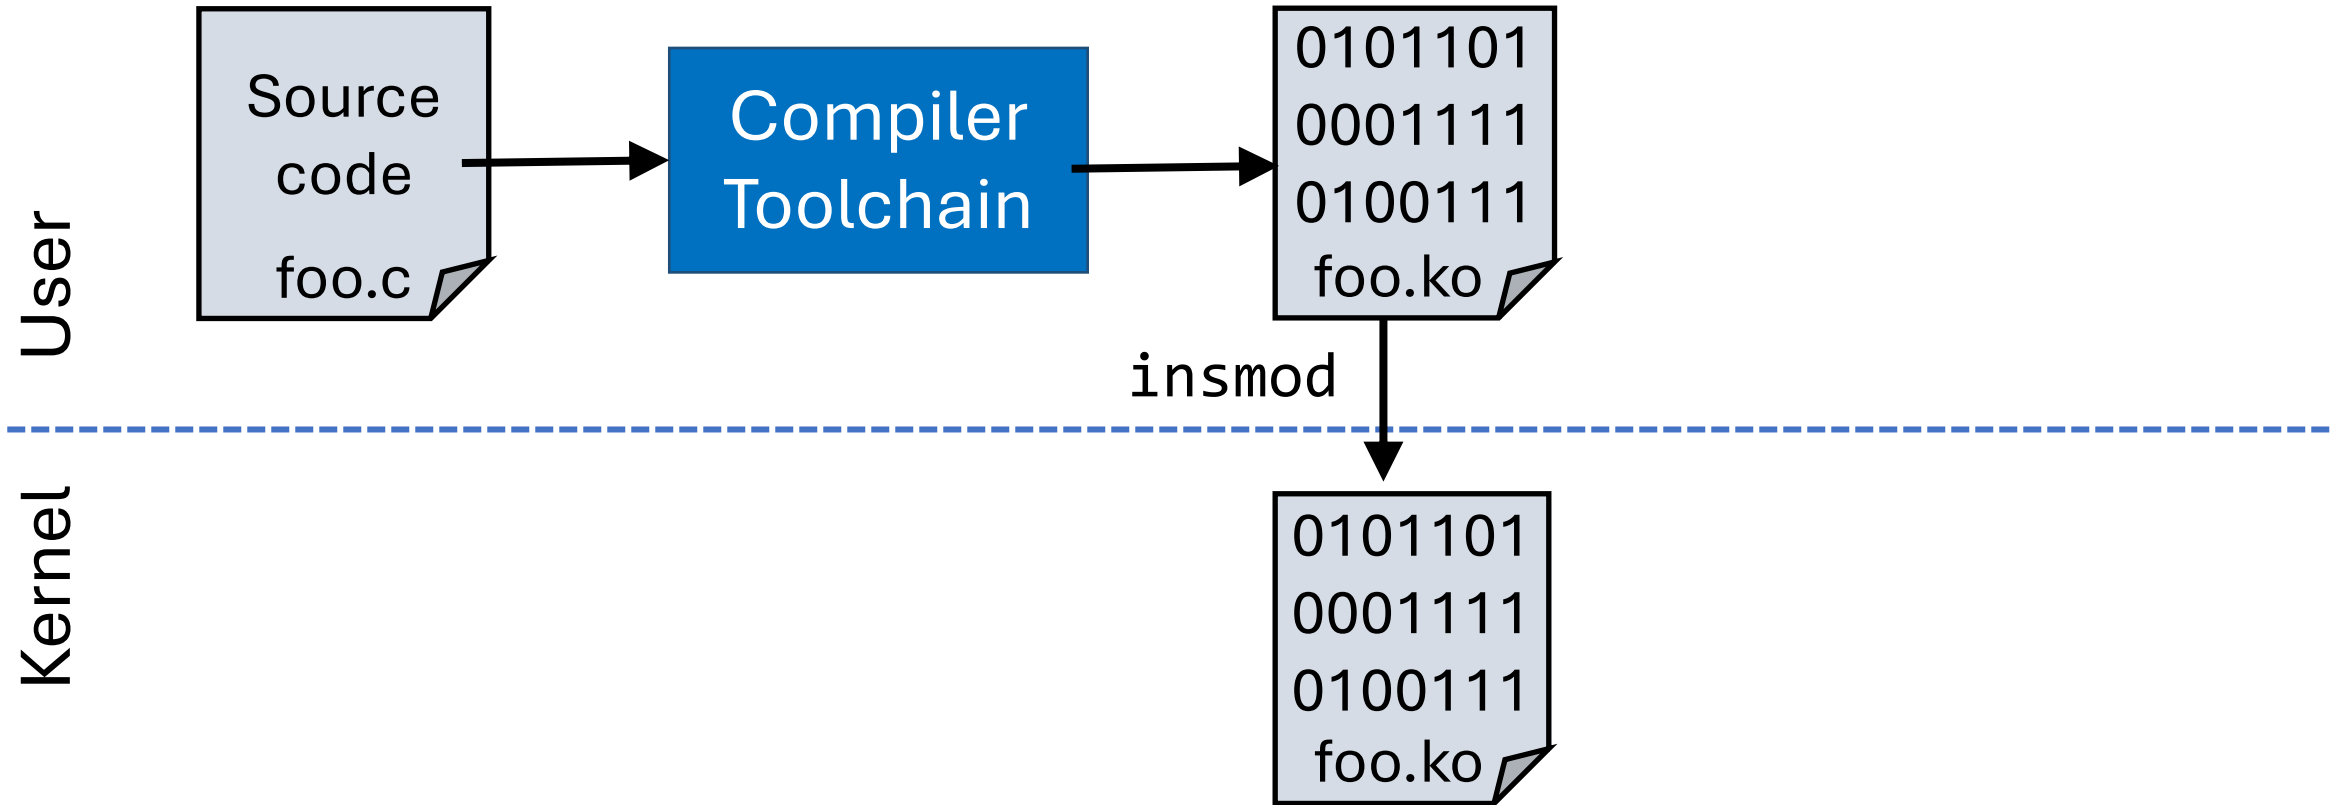 User
Source
code
foo.c
Compiler
Toolchain
0101101
0001111
0100111
foo.ko
insmod
Kernel
0101101
0001111
0100111
foo.ko